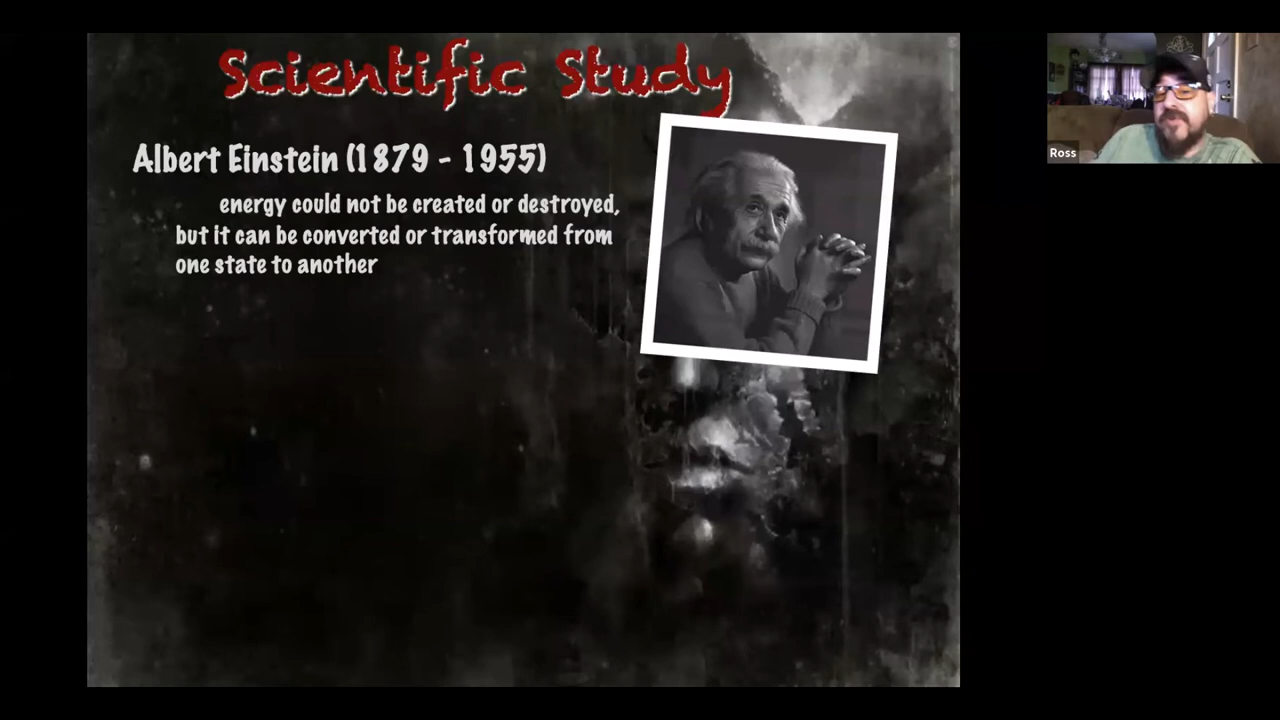 Scientific Study
Albert Einstein (1879 - 1955)
energy could not be created or destroyed,
but it can be converted or transformed from
one state to another
Ross